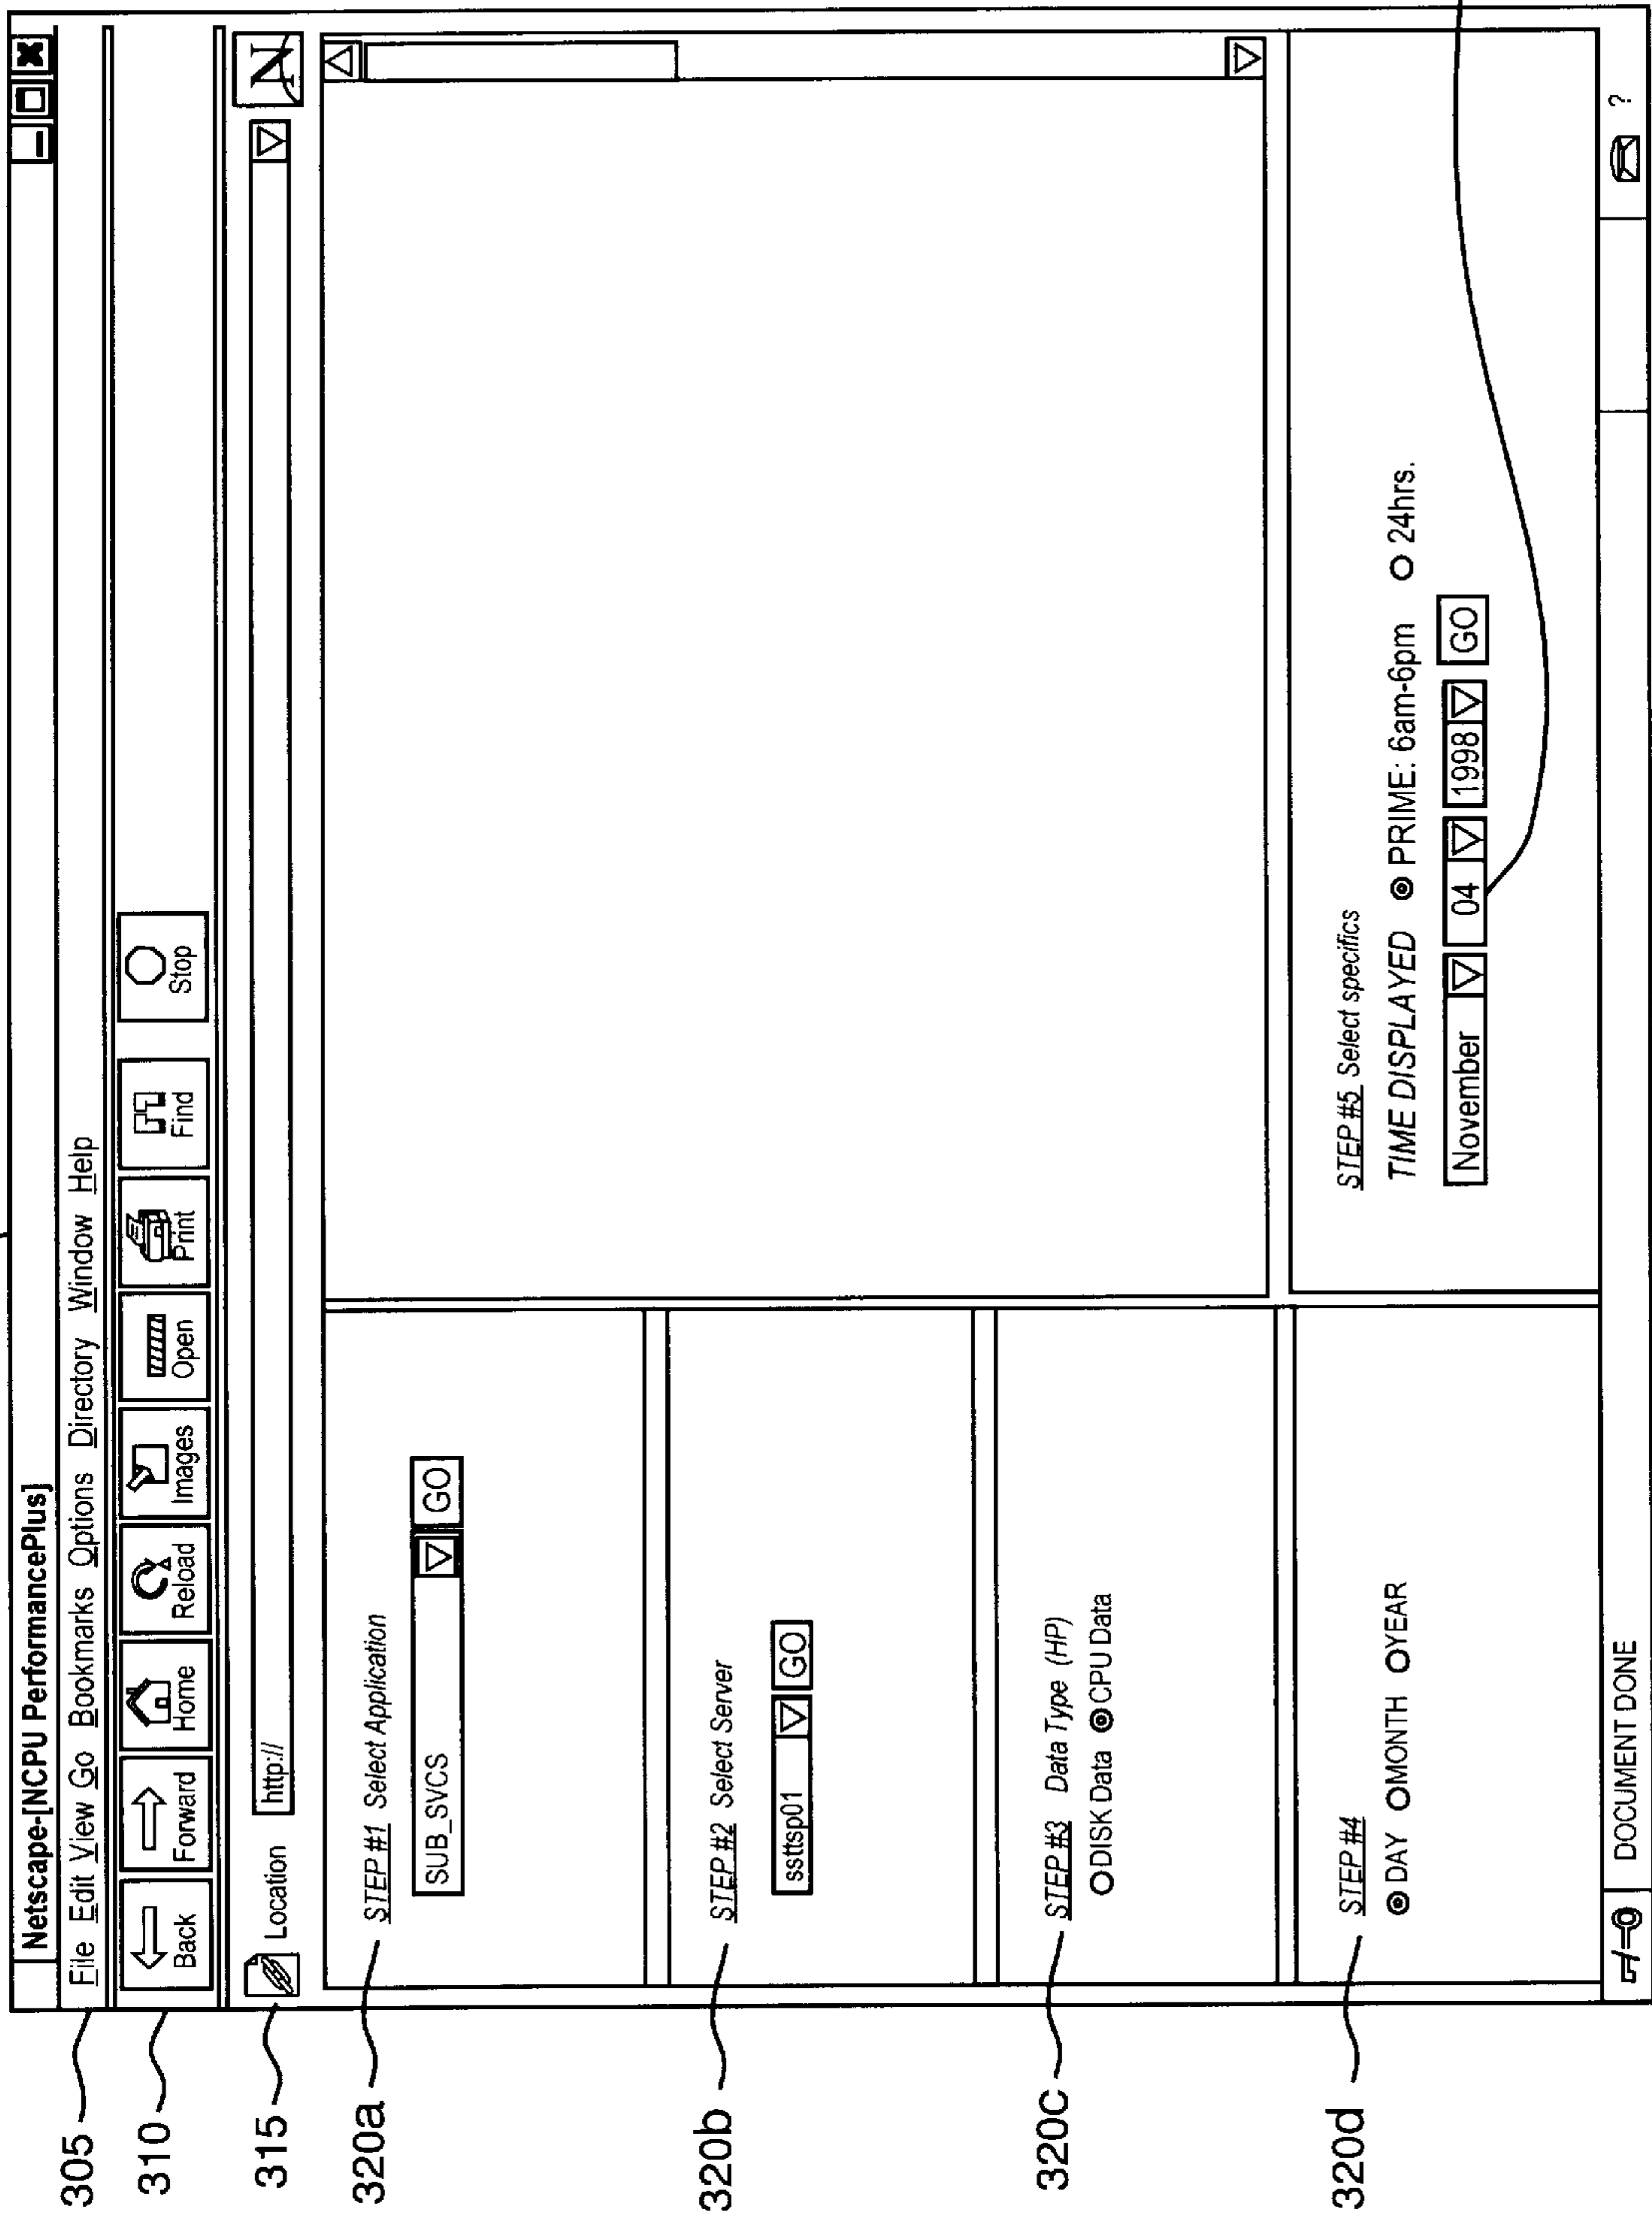 Netscape-[NCPU PerformancePlus]
File Edit View Go Bookmarks Options Directory Window Help
Back Forward Home Reload Images Open Print Find Stop
Location http://
N
STEP #1 Select Application
SUB_SVCS GO
STEP #2 Select Server
ssttsp01 GO
STEP #3 Data Type (HP)
DISK Data CPU Data
STEP #4
DAY MONTH YEAR
STEP #5 Select specifics
TIME DISPLAYED PRIME: 6am-6pm 24hrs.
November 04 1998 GO
DOCUMENT DONE
?
305
310
315
320a
320b
320c
320d